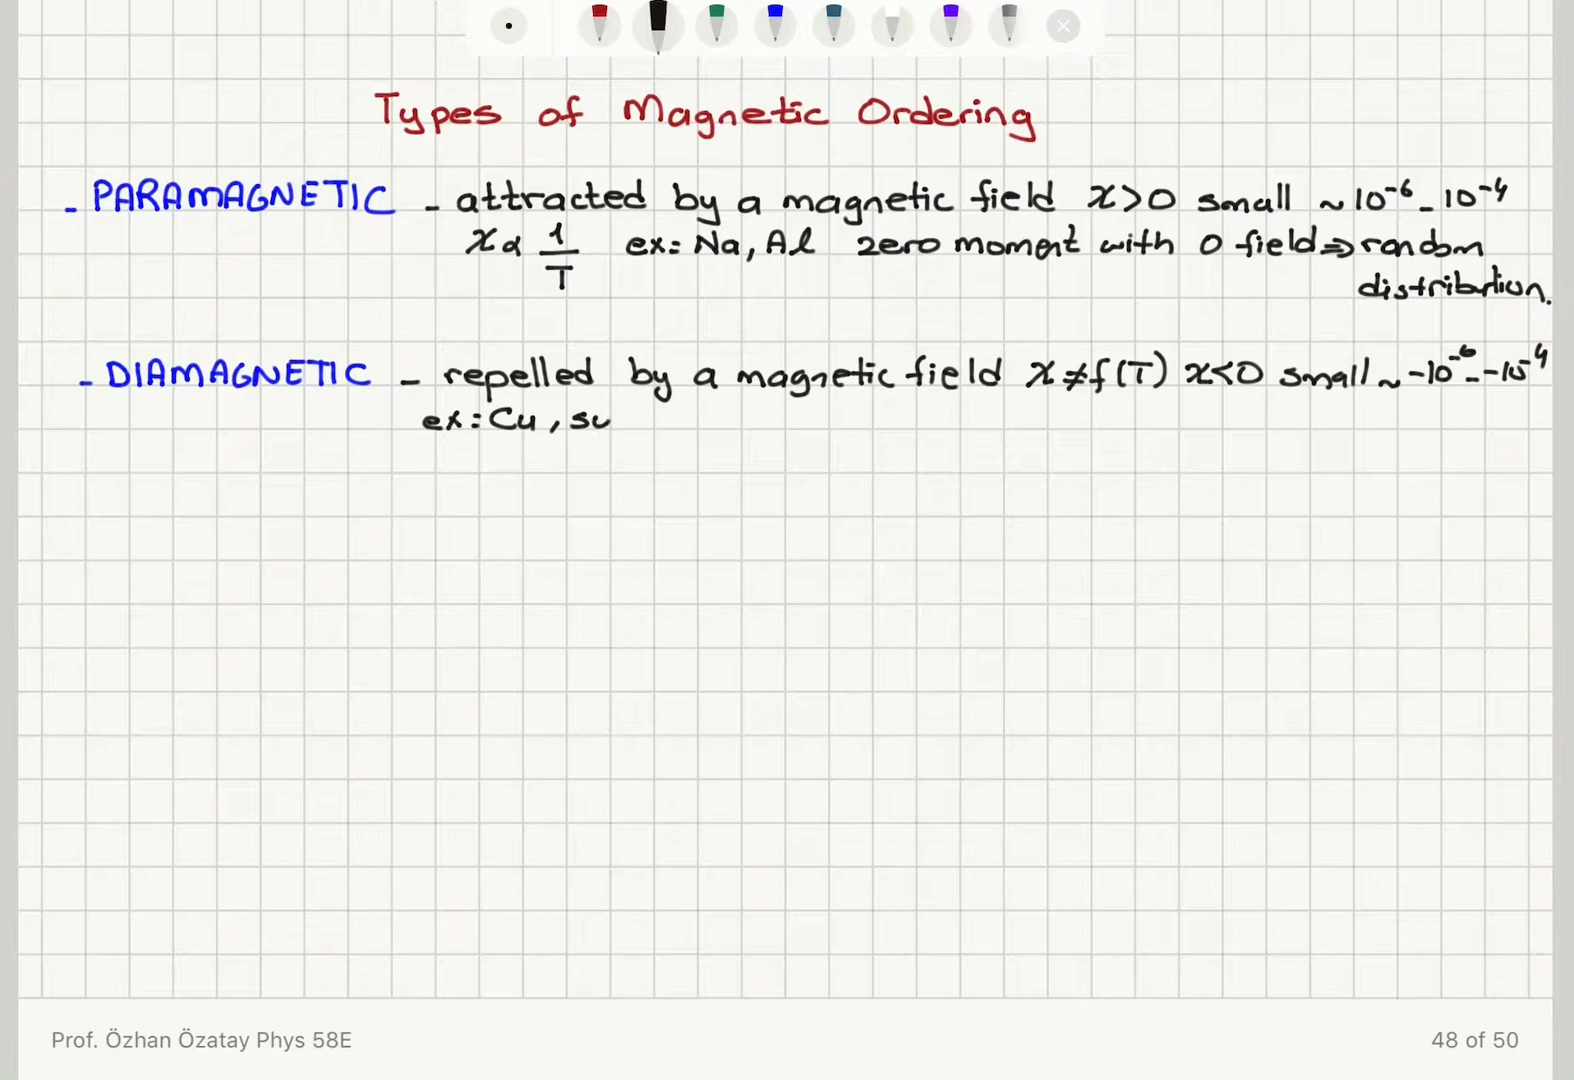 Types of Magnetic Ordering
- PARAMAGNETIC - attracted by a magnetic field χ>0 small ~10⁻⁶ - 10⁻⁴
χ α 1/T ex: Na, Al zero moment with 0 field ⇒ random
distribution.
- DIAMAGNETIC - repelled by a magnetic field χ≠f(T) χ<0 small ~ -10⁻⁶ - -10⁻⁴
ex: Cu, su
Prof. Özhan Özatay Phys 58E
48 of 50